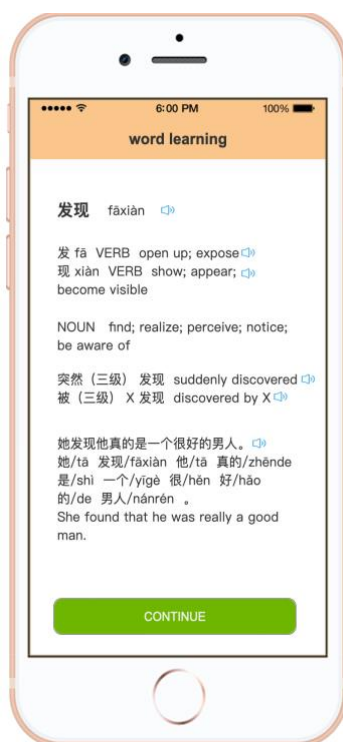 6:00 PM 100%
word learning
发现 fāxiàn
发 fā VERB open up; expose
现 xiàn VERB show; appear;
become visible
NOUN find; realize; perceive; notice;
be aware of
突然（三级） 发现 suddenly discovered
被（三级） X 发现 discovered by X
她发现他真的是一个很好的男人。
她/tā 发现/fāxiàn 他/tā 真的/zhēnde
是/shì 一个/yīgè 很/hěn 好/hāo
的/de 男人/nánrén 。
She found that he was really a good
man.
CONTINUE